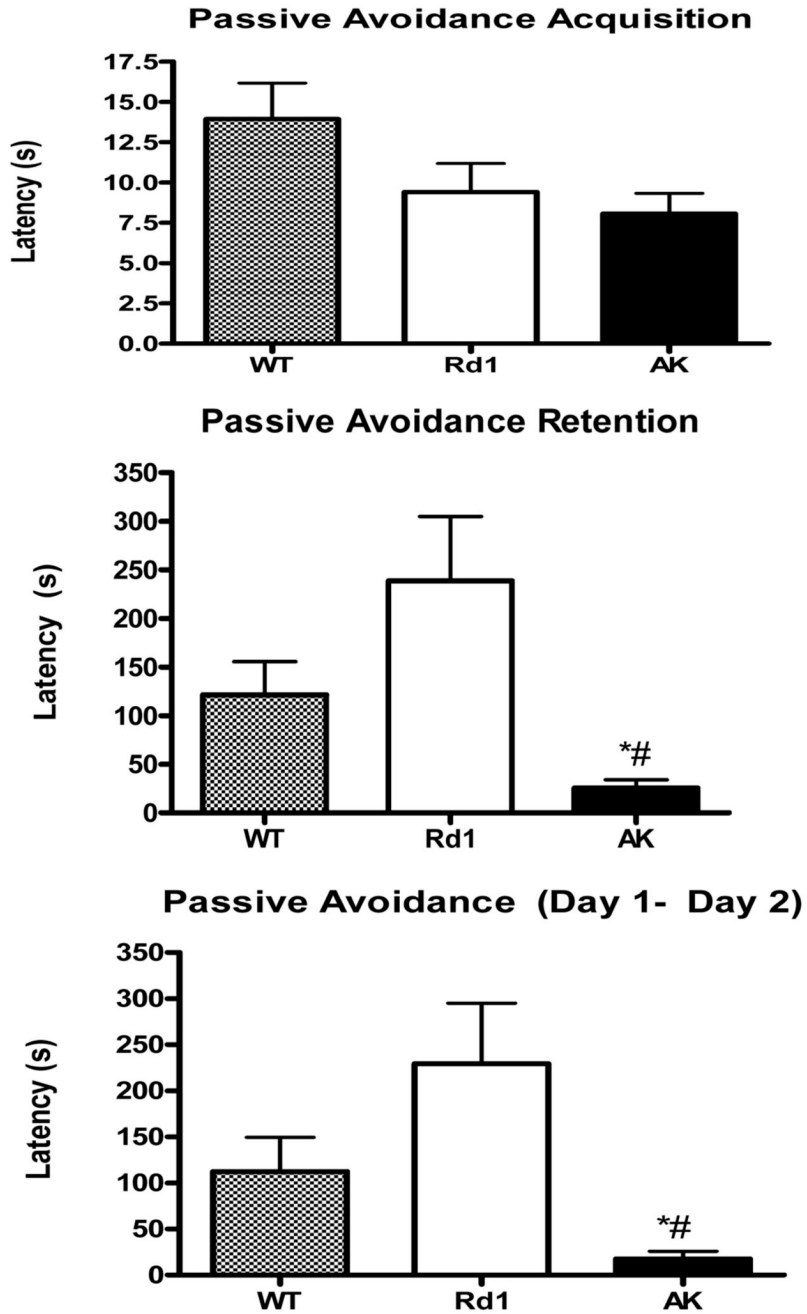 Passive Avoidance Acquisition
Latency (s)
17.5
15.0
12.5
10.0
7.5
5.0
2.5
0.0
WT Rd1 AK
Passive Avoidance Retention
Latency (s)
350
300
250
200
150
100
50
0
*#
WT Rd1 AK
Passive Avoidance (Day 1- Day 2)
Latency (s)
350
300
250
200
150
100
50
0
*#
WT Rd1 AK